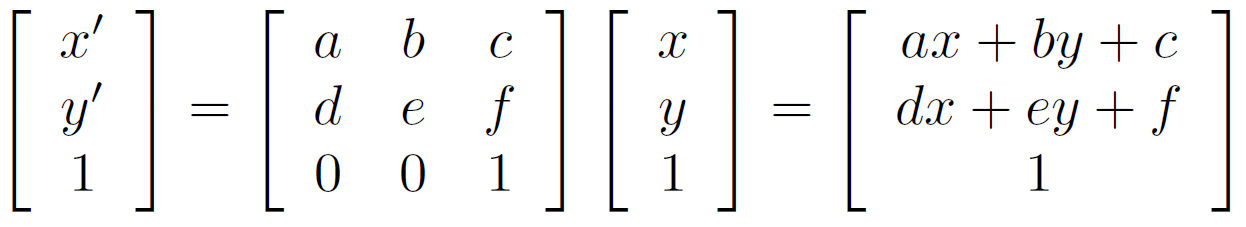 x′ a b c x ax + by + c
y′ = d e f y = dx + ey + f
1 0 0 1 1 1